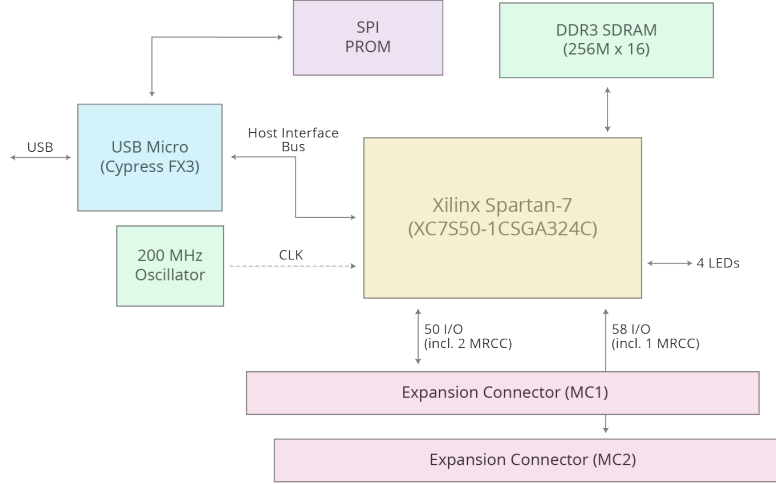 SPI
PROM
DDR3 SDRAM
(256M x 16)
USB
USB Micro
(Cypress FX3)
Host Interface
Bus
Xilinx Spartan-7
(XC7S50-1CSGA324C)
200 MHz
Oscillator
CLK
4 LEDs
50 I/O
(incl. 2 MRCC)
58 I/O
(incl. 1 MRCC)
Expansion Connector (MC1)
Expansion Connector (MC2)